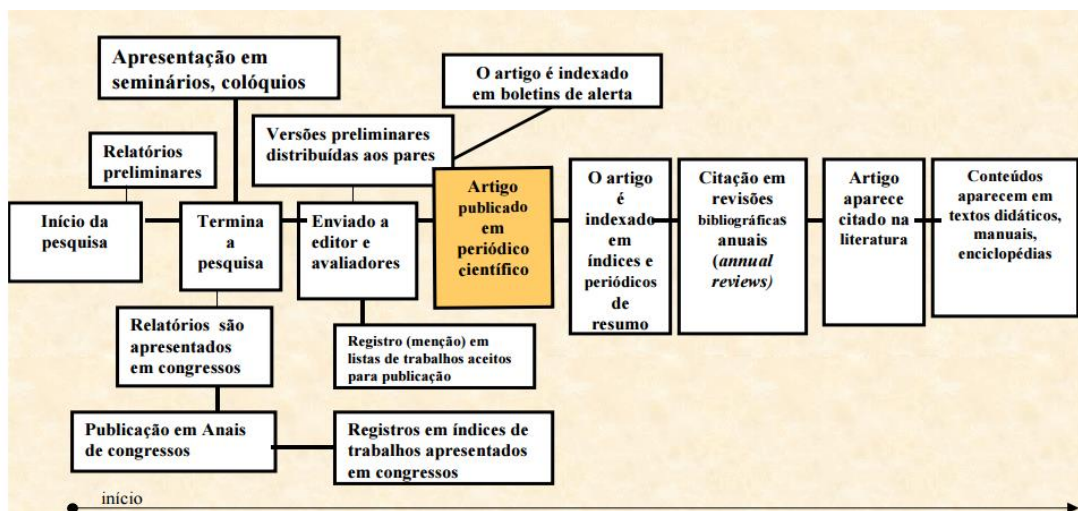 Apresentação em
seminários, colóquios
O artigo é indexado
em boletins de alerta
Relatórios
preliminares
Versões preliminares
distribuídas aos pares
Início da
pesquisa
Termina
a
pesquisa
Enviado a
editor e
avaliadores
Artigo
publicado
em
periódico
científico
O artigo
é
indexado
em
índices e
periódicos
de
resumo
Citação em
revisões
bibliográficas
anuais
(annual
reviews)
Artigo
aparece
citado na
literatura
Conteúdos
aparecem em
textos didáticos,
manuais,
enciclopédias
Relatórios são
apresentados
em congressos
Registro (menção) em
listas de trabalhos aceitos
para publicação
Publicação em Anais
de congressos
Registros em índices de
trabalhos apresentados
em congressos
início